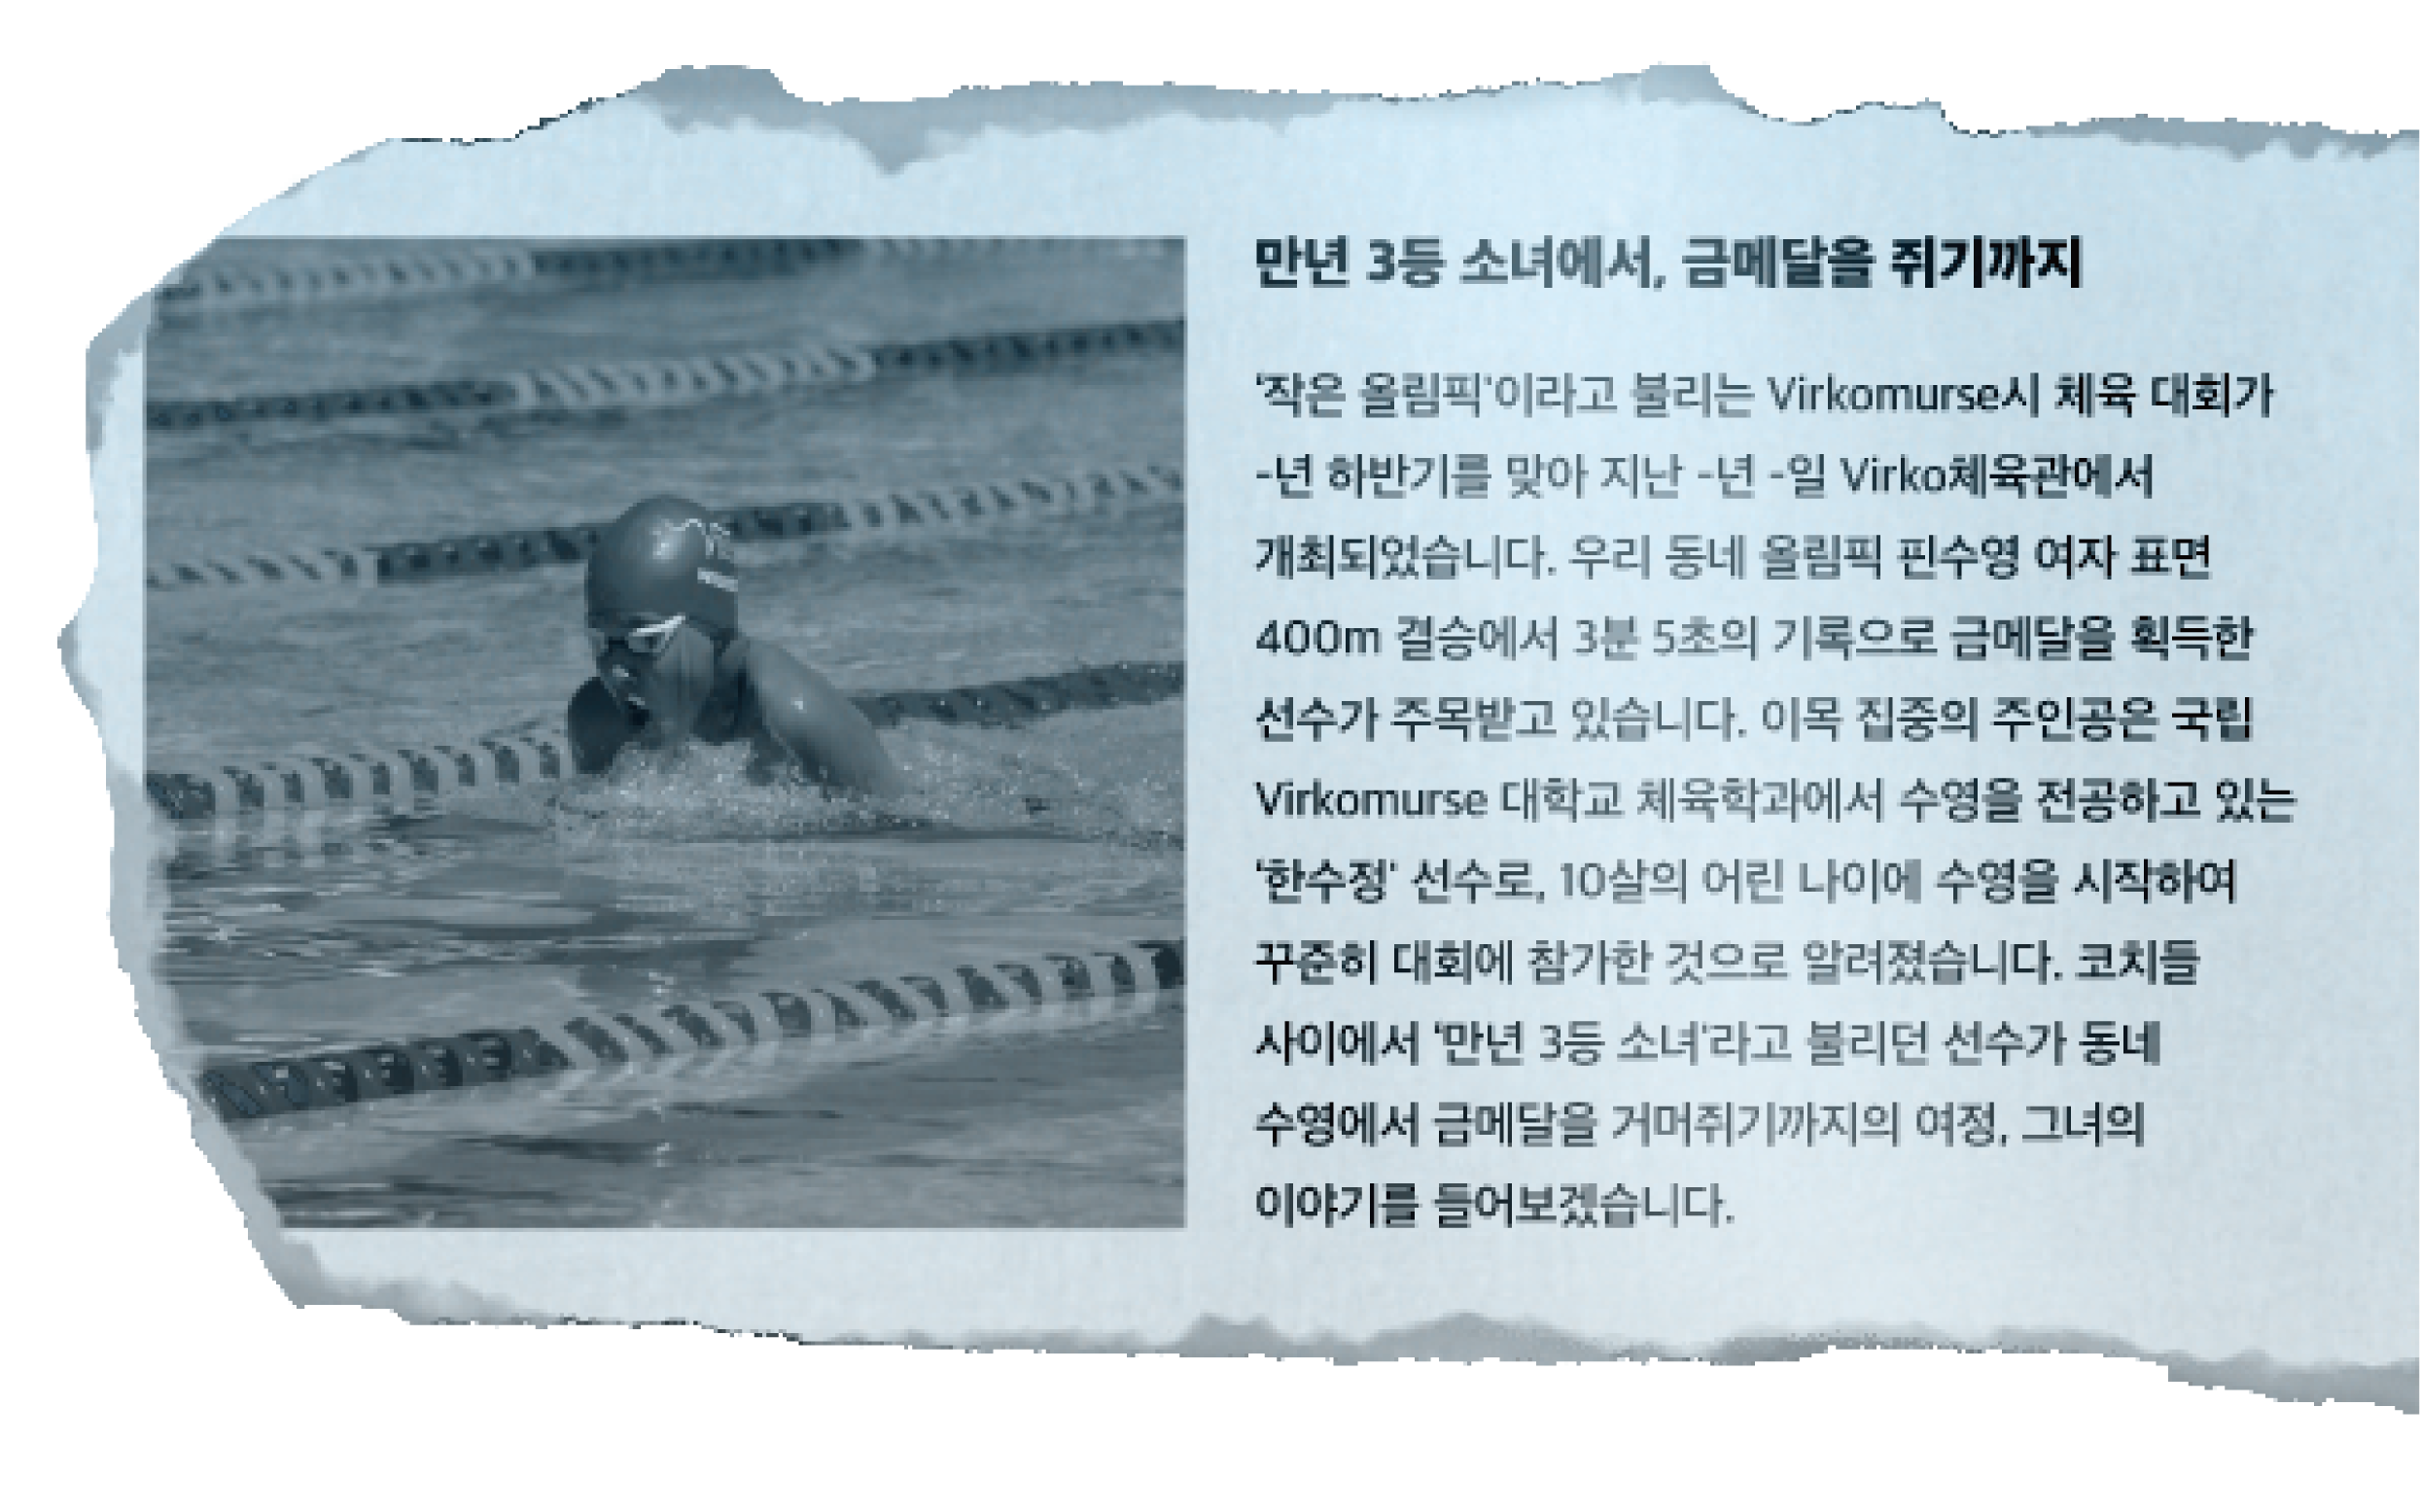 만년 3등 소녀에서, 금메달을 쥐기까지
'작은 올림픽'이라고 불리는 Virkomurse시 체육 대회가
-년 하반기를 맞아 지난 -년 -일 Virko체육관에서
개최되었습니다. 우리 동네 올림픽 핀수영 여자 표면
400m 결승에서 3분 5초의 기록으로 금메달을 획득한
선수가 주목받고 있습니다. 이목 집중의 주인공은 국립
Virkomurse 대학교 체육학과에서 수영을 전공하고 있는
'한수정' 선수로, 10살의 어린 나이에 수영을 시작하여
꾸준히 대회에 참가한 것으로 알려졌습니다. 코치들
사이에서 '만년 3등 소녀'라고 불리던 선수가 동네
수영에서 금메달을 거머쥐기까지의 여정, 그녀의
이야기를 들어보겠습니다.